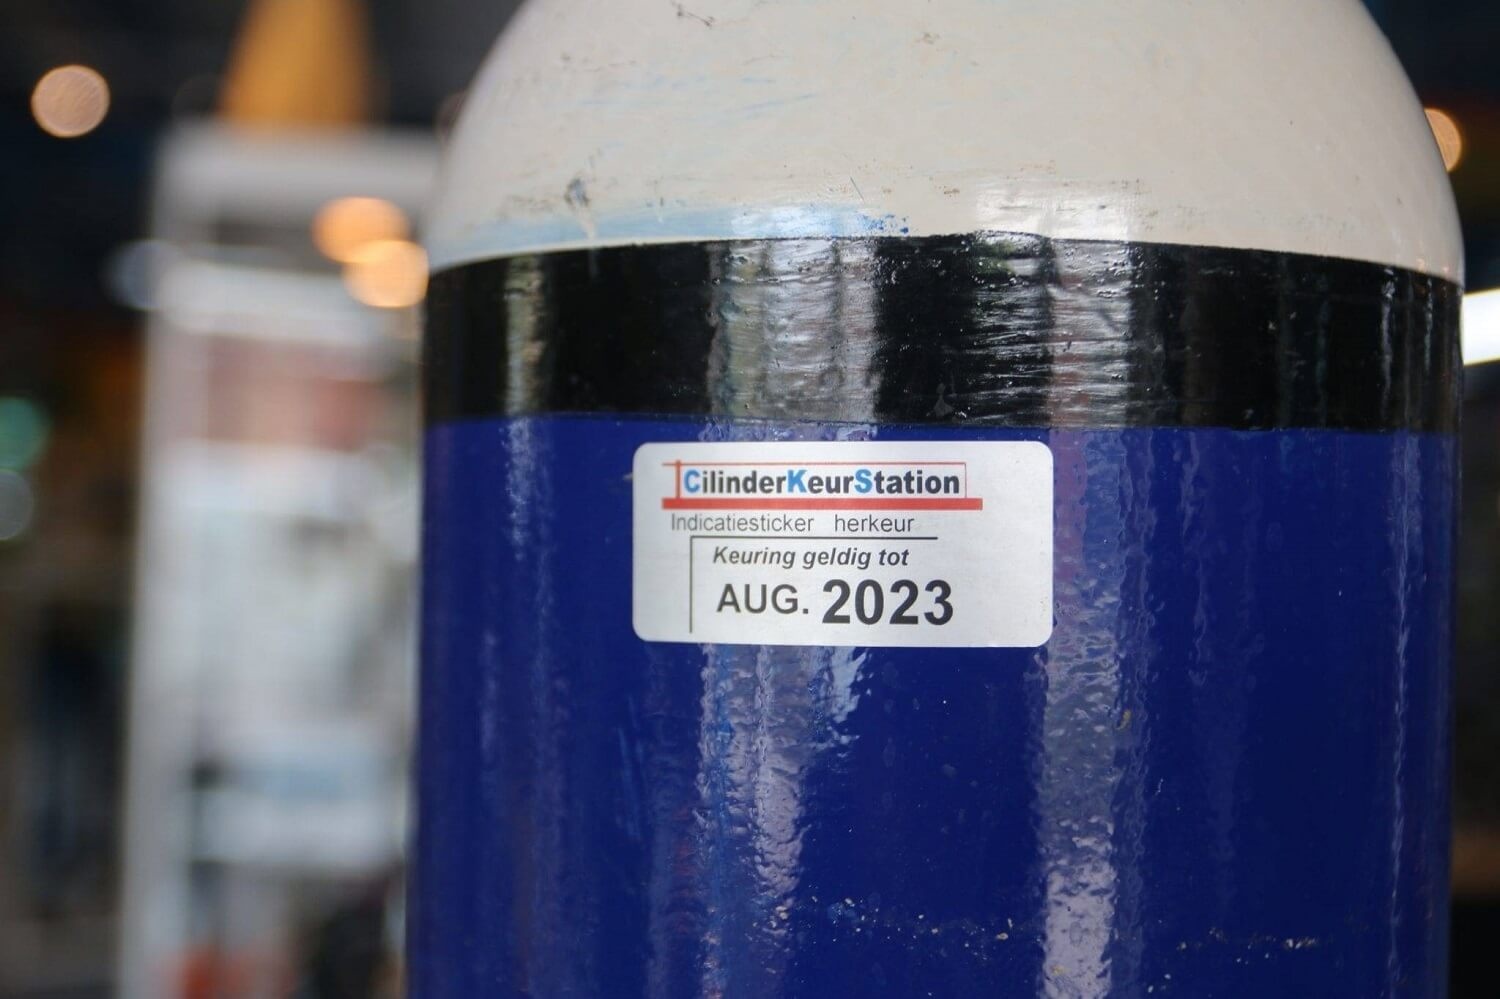 CilinderKeurStation
Indicatiesticker herkeur
Keuring geldig tot
AUG. 2023